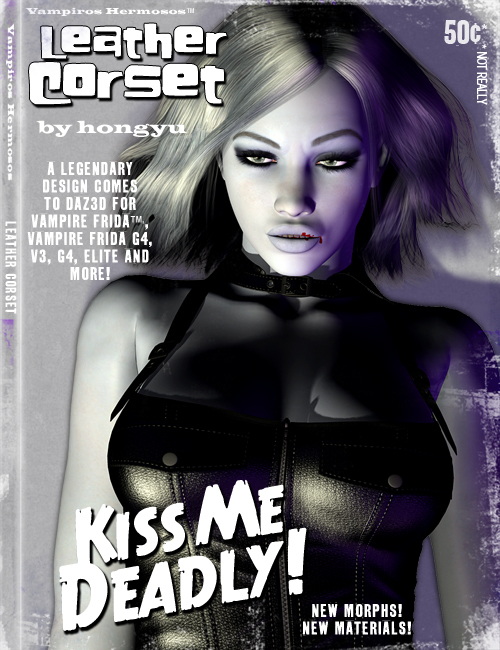 Vampiros Hermosos™
Leather
Corset
by hongyu
A LEGENDARY
DESIGN COMES
TO DAZ3D FOR
VAMPIRE FRIDA™,
VAMPIRE FRIDA G4,
V3, G4, ELITE AND
MORE!
50¢*
* NOT REALLY
Vampiros Hermosos
LEATHER CORSET
KISS ME
DEADLY!
NEW MORPHS!
NEW MATERIALS!